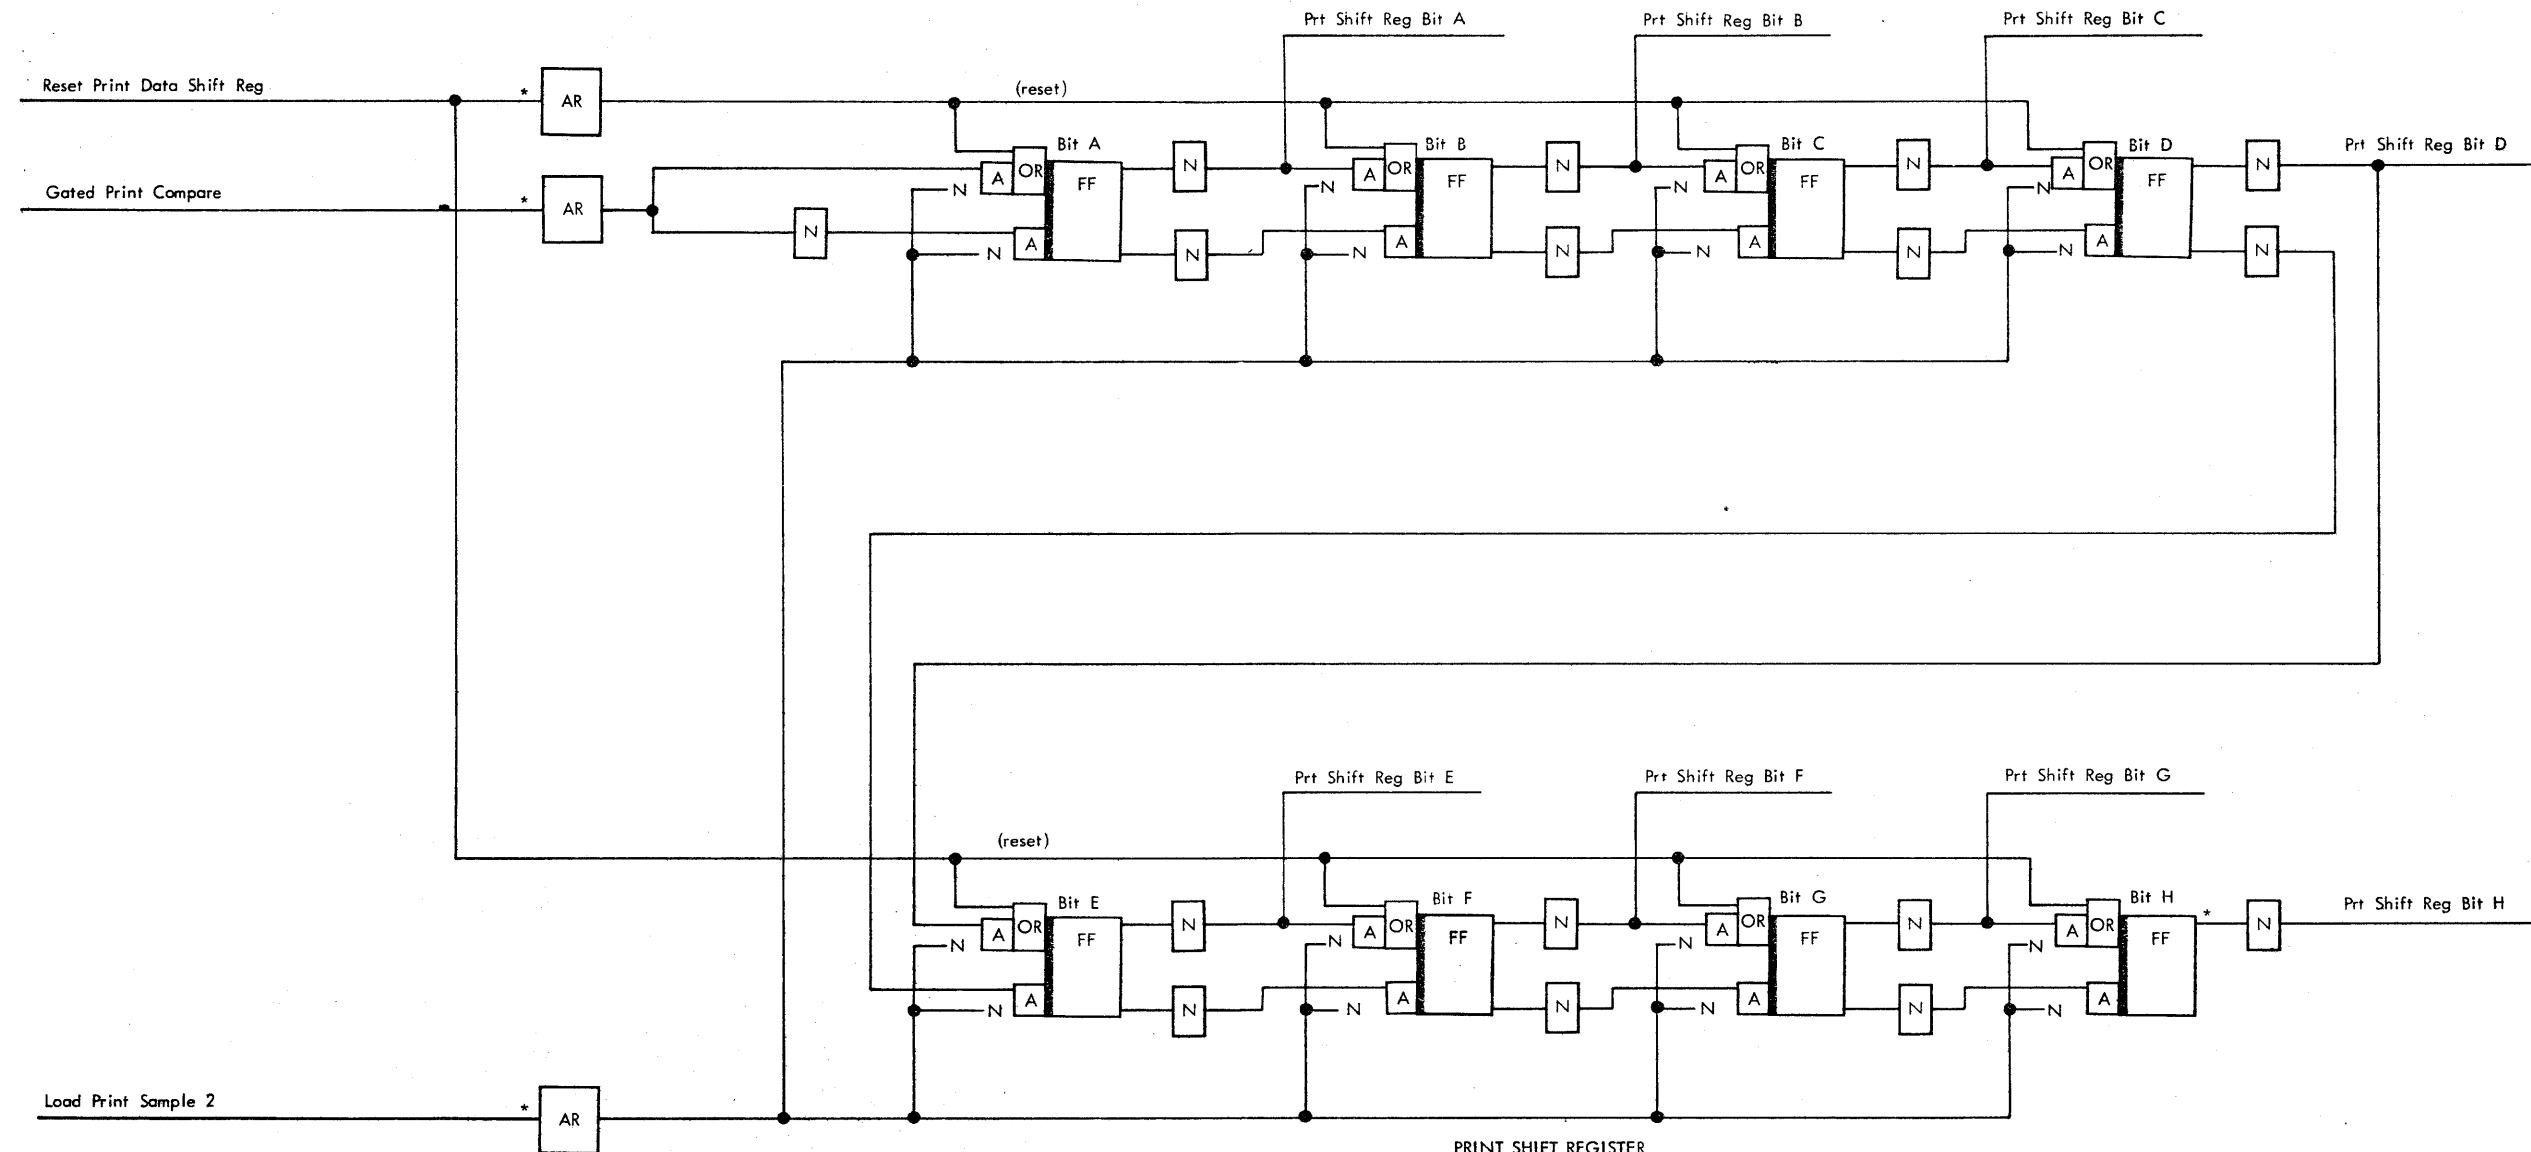 Prt Shift Reg Bit A
Prt Shift Reg Bit B
Prt Shift Reg Bit C
Reset Print Data Shift Reg
*
AR
(reset)
Bit A
Bit B
Bit C
Bit D
Prt Shift Reg Bit D
A OR FF N
A OR FF N
A OR FF N
A OR FF N
N
N
N
N
Gated Print Compare
*
AR
N
A
N
A
N
A
N
A
N
N
N
N
N
Prt Shift Reg Bit E
Prt Shift Reg Bit F
Prt Shift Reg Bit G
(reset)
Bit E
Bit F
Bit G
Bit H
Prt Shift Reg Bit H
A OR FF N
A OR FF N
A OR FF N
A OR FF * N
N
N
N
N
A
N
A
N
A
N
A
N
N
N
N
Load Print Sample 2
*
AR
PRINT SHIFT REGISTER